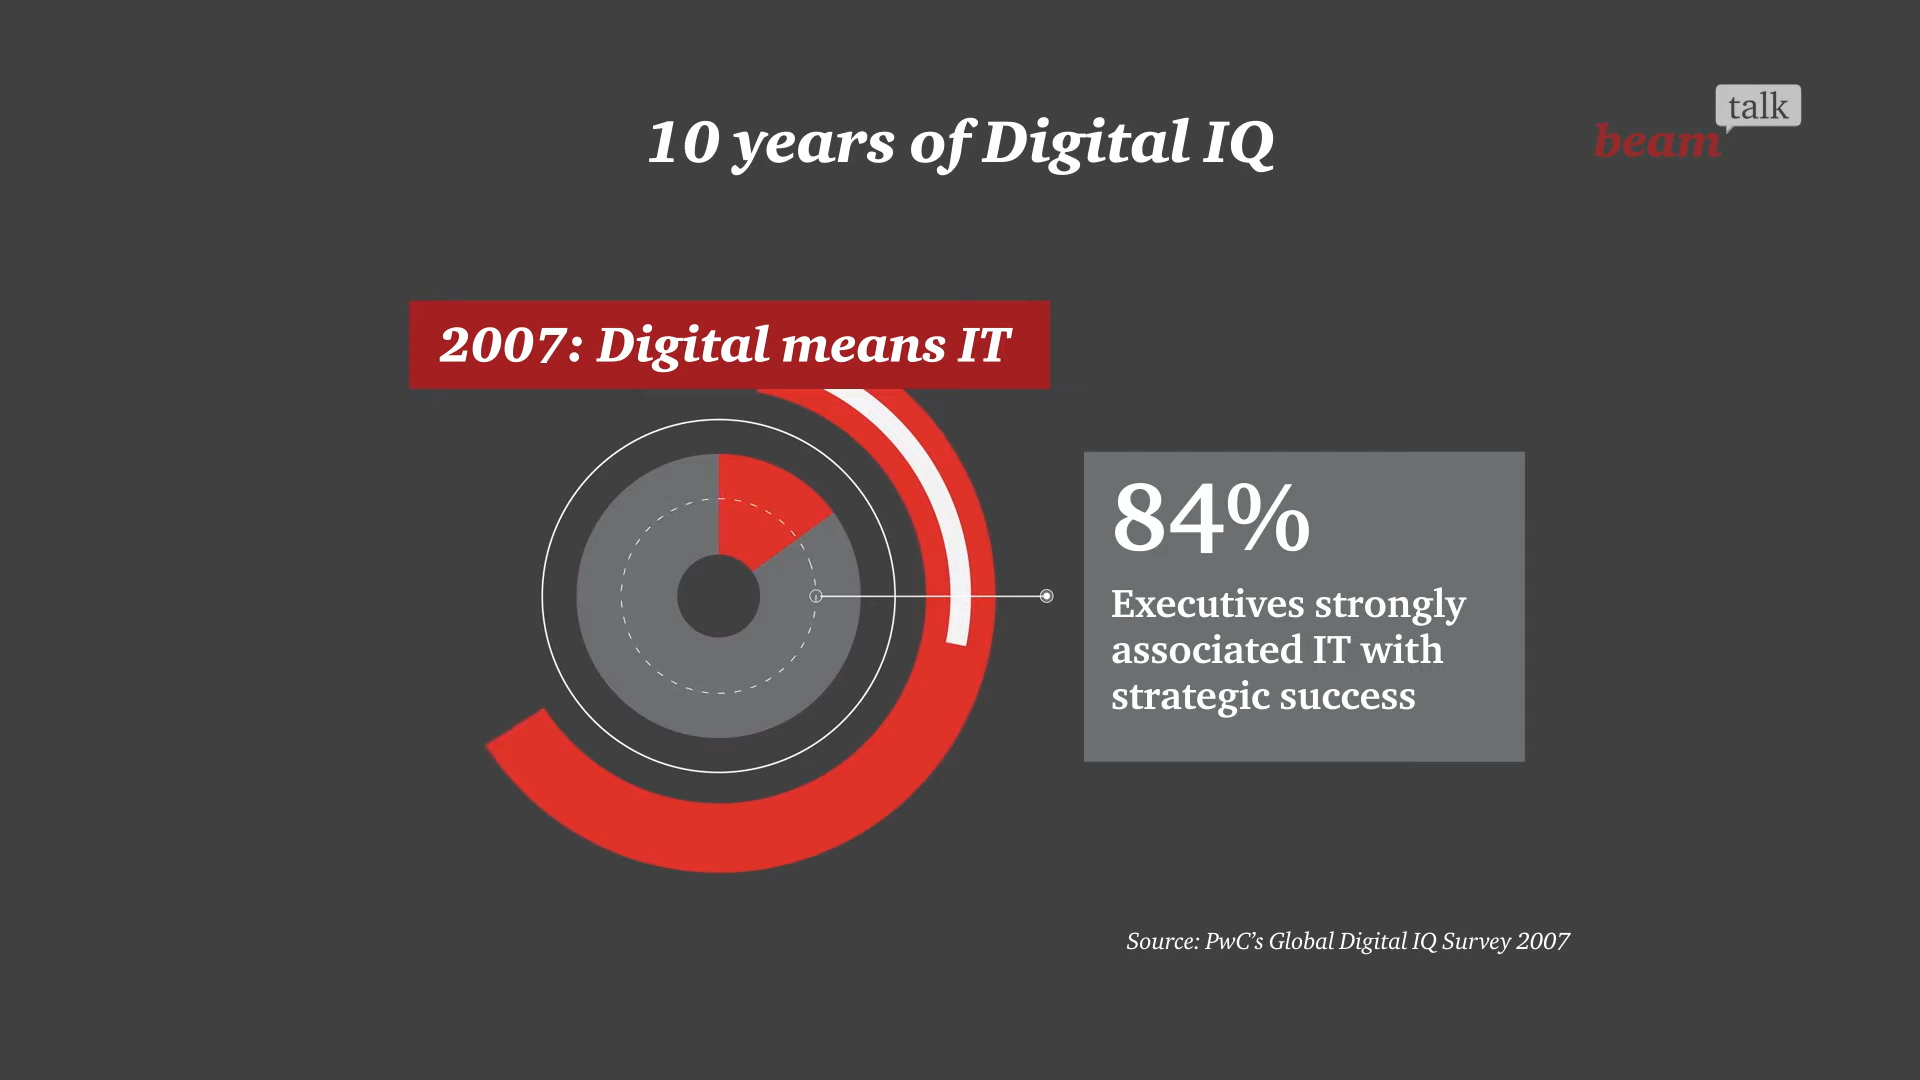 10 years of Digital IQ
talk
beam
2007: Digital means IT
84%
Executives strongly
associated IT with
strategic success
Source: PwC’s Global Digital IQ Survey 2007